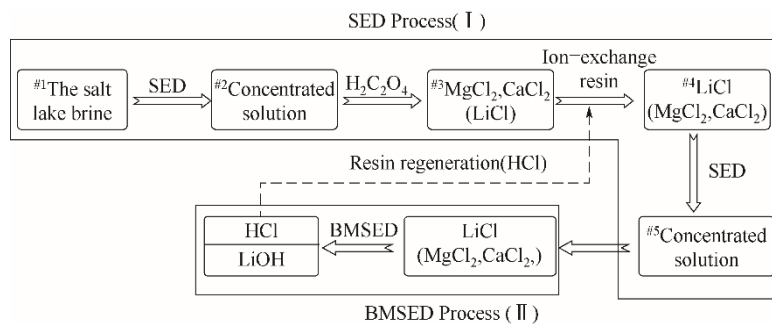 SED Process(Ⅰ)
#1The salt
lake brine
SED
#2Concentrated
solution
H₂C₂O₄
#3MgCl₂,CaCl₂
(LiCl)
Ion−exchange
resin
#4LiCl
(MgCl₂,CaCl₂)
Resin regeneration(HCl)
SED
HCl
LiOH
BMSED
LiCl
(MgCl₂,CaCl₂,)
#5Concentrated
solution
BMSED Process (Ⅱ)